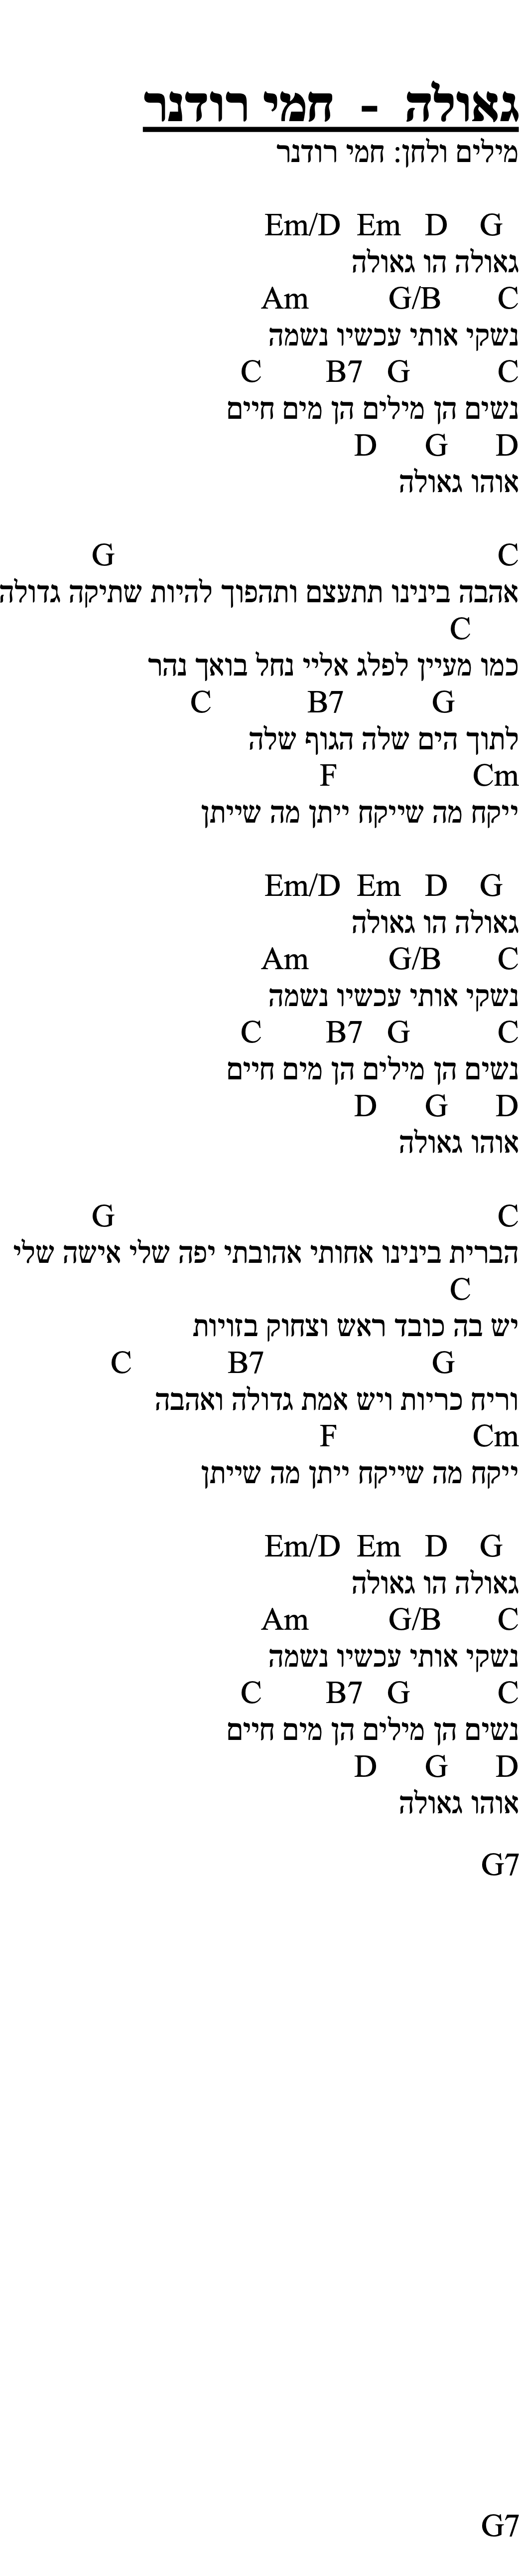 גאולה - חמי רודנר
מילים ולחן: חמי רודנר
Em/D Em D G
גאולה הו גאולה
Am G/B C
נשקי אותי עכשיו נשמה
C B7 G C
נשים הן מילים הן מים חיים
D G D
אוהו גאולה
G C
אהבה בינינו תתעצם ותהפוך להיות שתיקה גדולה
C
כמו מעיין לפלג אליי נחל בואך נהר
C B7 G
לתוך הים שלה הגוף שלה
F Cm
ייקח מה שייקח ייתן מה שייתן
Em/D Em D G
גאולה הו גאולה
Am G/B C
נשקי אותי עכשיו נשמה
C B7 G C
נשים הן מילים הן מים חיים
D G D
אוהו גאולה
G C
הברית בינינו אחותי אהובתי יפה שלי אישה שלי
C
יש בה כובד ראש וצחוק בזויות
C B7 G
וריח כריות ויש אמת גדולה ואהבה
F Cm
ייקח מה שייקח ייתן מה שייתן
Em/D Em D G
גאולה הו גאולה
Am G/B C
נשקי אותי עכשיו נשמה
C B7 G C
נשים הן מילים הן מים חיים
D G D
אוהו גאולה
G7
G7